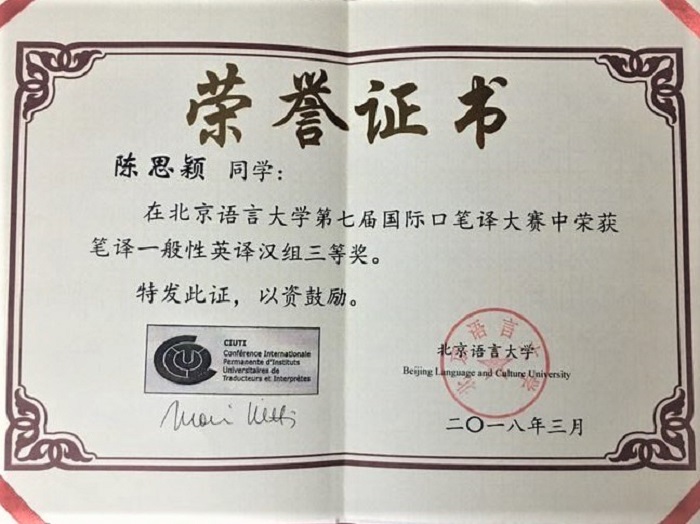 荣誉证书
陈思颖 同学：
在北京语言大学第七届国际口笔译大赛中荣获
笔译一般性英译汉组三等奖。
特发此证，以资鼓励。
CIUTI
Conférence Internationale
Permanente d'Instituts
Universitaires de
Traducteurs et Interprètes
北京语言大学
Beijing Language and Culture University
二〇一八年三月